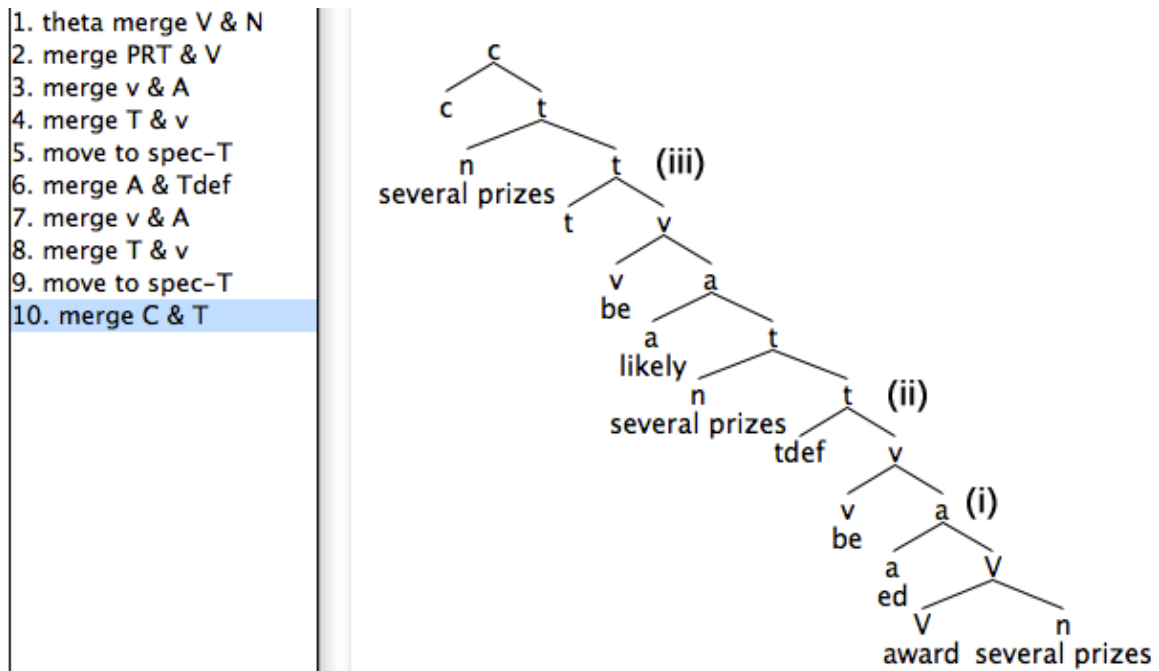 1. theta merge V & N
2. merge PRT & V
3. merge v & A
4. merge T & v
5. move to spec-T
6. merge A & Tdef
7. merge v & A
8. merge T & v
9. move to spec-T
10. merge C & T
c
c t
n t (iii)
several prizes
t v
v a
be
a t
likely
n t (ii)
several prizes
tdef v
v a (i)
be
a V
ed
V n
award several prizes